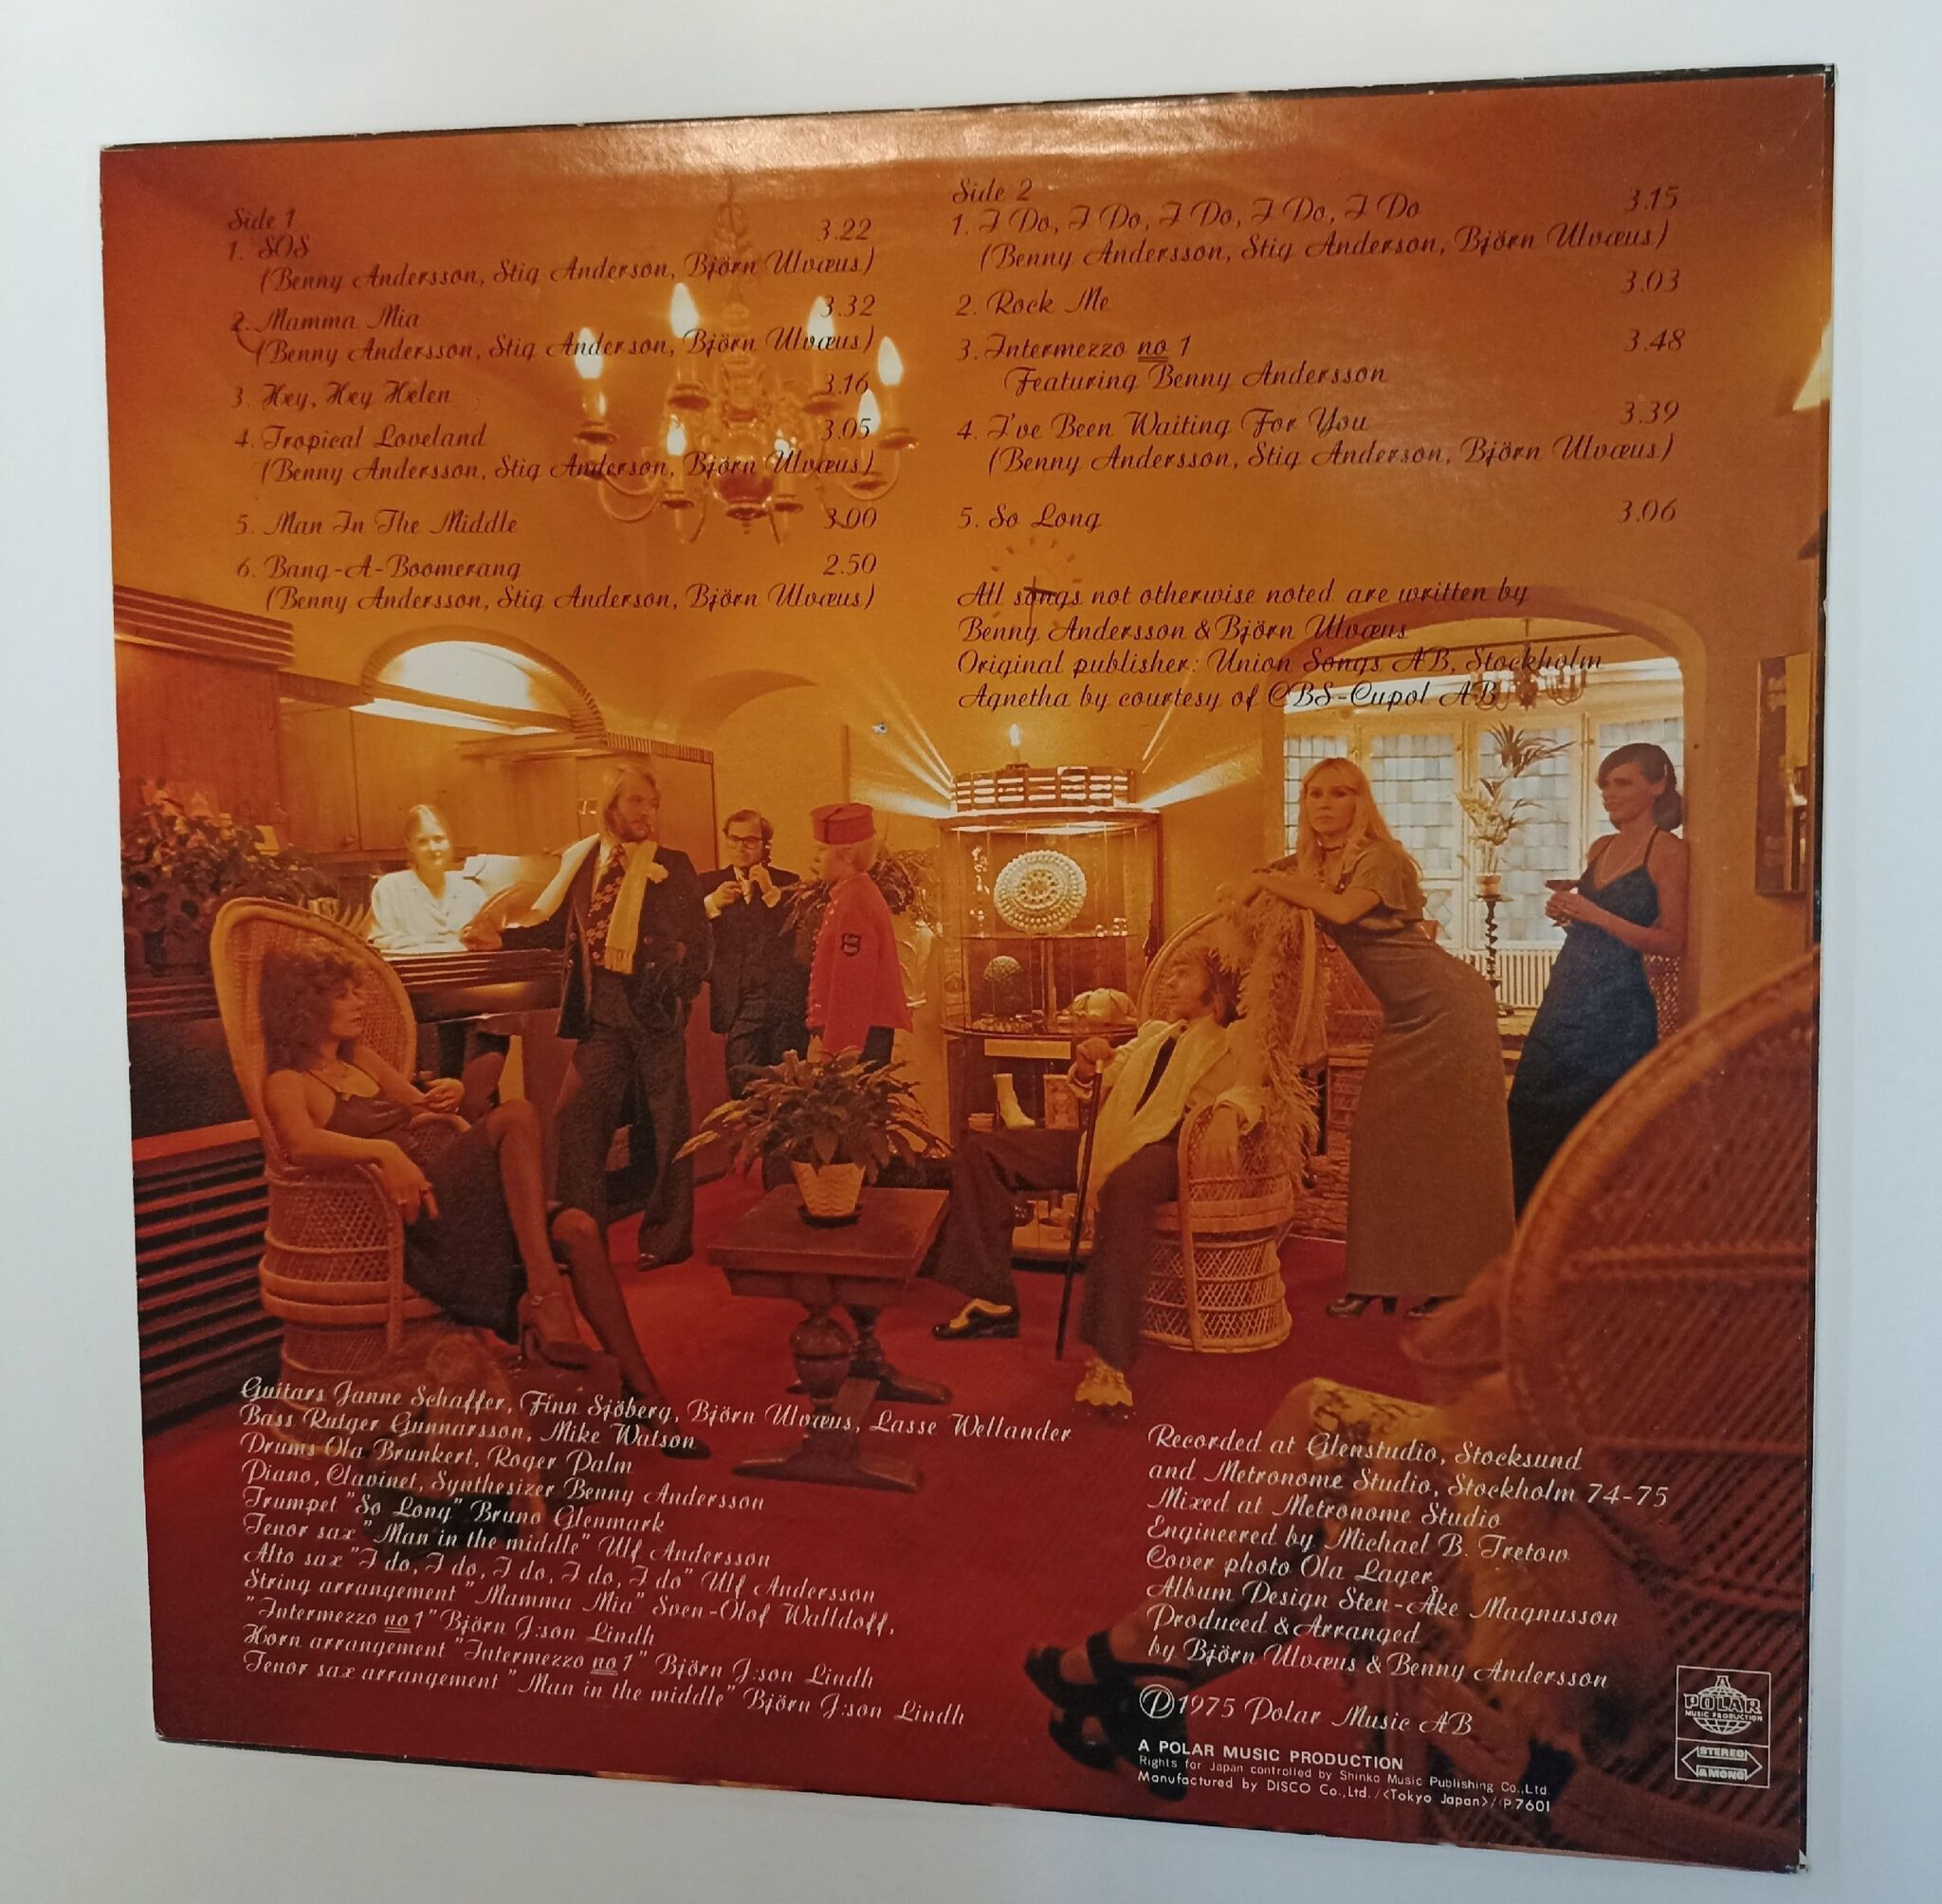 Side 1
1. SOS 3.22
(Benny Andersson, Stig Anderson, Björn Ulvæus)
2. Mamma Mia 3.32
(Benny Andersson, Stig Anderson, Björn Ulvæus)
3. Hey, Hey Helen 3.16
4. Tropical Loveland 3.05
(Benny Andersson, Stig Anderson, Björn Ulvæus)
5. Man In The Middle 3.00
6. Bang-A-Boomerang 2.50
(Benny Andersson, Stig Anderson, Björn Ulvæus)
Side 2
1. I Do, I Do, I Do, I Do, I Do 3.15
(Benny Andersson, Stig Anderson, Björn Ulvæus)
2. Rock Me 3.03
3. Intermezzo no 1 3.48
Featuring Benny Andersson
4. I've Been Waiting For You 3.39
(Benny Andersson, Stig Anderson, Björn Ulvæus)
5. So Long 3.06
All songs not otherwise noted are written by
Benny Andersson & Björn Ulvæus
Original publisher: Union Songs AB, Stockholm
Agnetha by courtesy of CBS-Cupol AB
Guitars Janne Schaffer, Finn Sjöberg, Björn Ulvæus, Lasse Wellander
Bass Rutger Gunnarsson, Mike Watson
Drums Ola Brunkert, Roger Palm
Piano, Clavinet, Synthesizer Benny Andersson
Trumpet "So Long" Bruno Glenmark
Tenor sax "Man in the middle" Ulf Andersson
Alto sax "I do, I do, I do, I do, I do" Ulf Andersson
String arrangement "Mamma Mia" Sven-Olof Walldoff,
"Intermezzo no 1" Björn J:son Lindh
Horn arrangement "Intermezzo no 1" Björn J:son Lindh
Tenor sax arrangement "Man in the middle" Björn J:son Lindh
Recorded at Glenstudio, Stocksund
and Metronome Studio, Stockholm 74-75
Mixed at Metronome Studio
Engineered by Michael B. Tretow
Cover photo Ola Lager
Album Design Sten-Åke Magnusson
Produced & Arranged
by Björn Ulvæus & Benny Andersson
Ⓟ1975 Polar Music AB
A POLAR MUSIC PRODUCTION
Rights for Japan controlled by Shinko Music Publishing Co.,Ltd.
Manufactured by DISCO Co.,Ltd./<Tokyo Japan>/Ⓟ7601
A
POLAR
MUSIC PRODUCTION
STEREO
&MONO